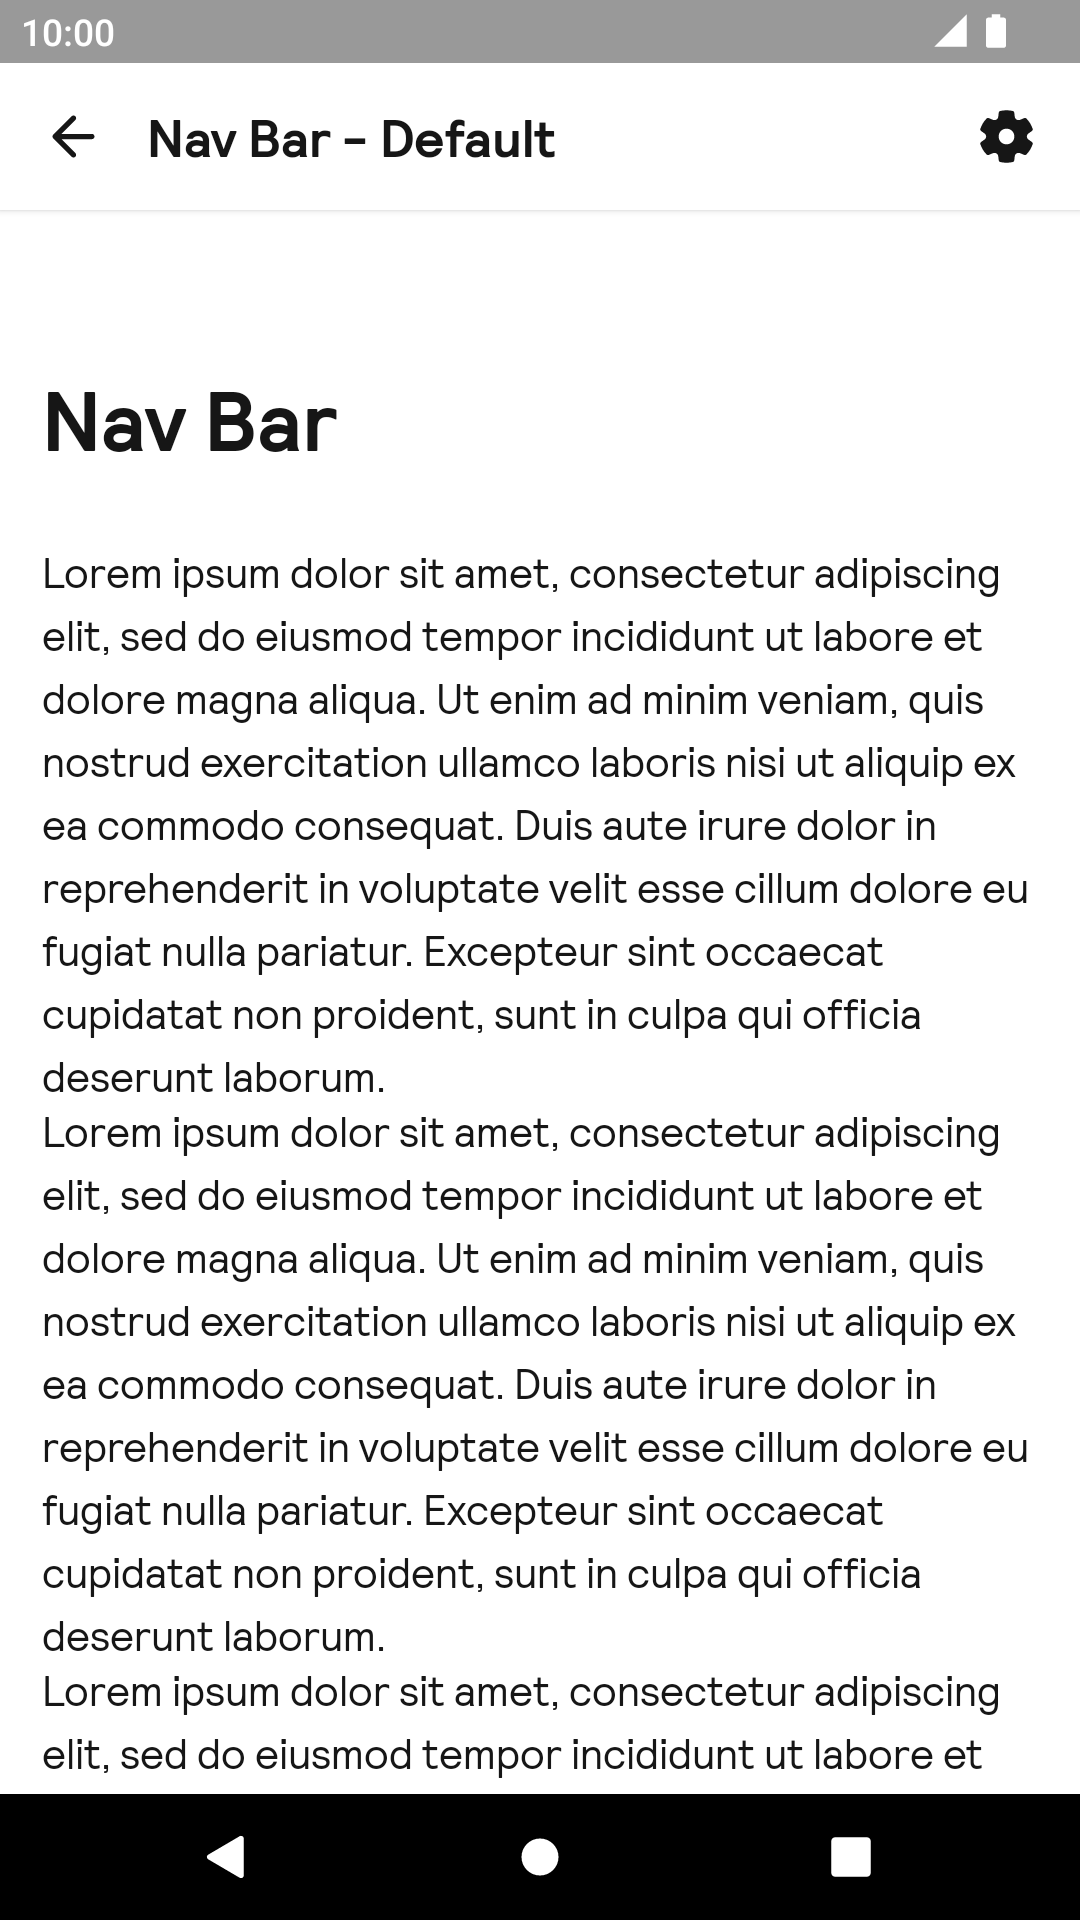 10:00
Nav Bar - Default
Nav Bar
Lorem ipsum dolor sit amet, consectetur adipiscing
elit, sed do eiusmod tempor incididunt ut labore et
dolore magna aliqua. Ut enim ad minim veniam, quis
nostrud exercitation ullamco laboris nisi ut aliquip ex
ea commodo consequat. Duis aute irure dolor in
reprehenderit in voluptate velit esse cillum dolore eu
fugiat nulla pariatur. Excepteur sint occaecat
cupidatat non proident, sunt in culpa qui officia
deserunt laborum.
Lorem ipsum dolor sit amet, consectetur adipiscing
elit, sed do eiusmod tempor incididunt ut labore et
dolore magna aliqua. Ut enim ad minim veniam, quis
nostrud exercitation ullamco laboris nisi ut aliquip ex
ea commodo consequat. Duis aute irure dolor in
reprehenderit in voluptate velit esse cillum dolore eu
fugiat nulla pariatur. Excepteur sint occaecat
cupidatat non proident, sunt in culpa qui officia
deserunt laborum.
Lorem ipsum dolor sit amet, consectetur adipiscing
elit, sed do eiusmod tempor incididunt ut labore et